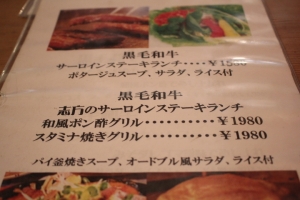 黒毛和牛
サーロインステーキランチ・・・・¥1580
ポタージュスープ、サラダ、ライス付
黒毛和牛
志方のサーロインステーキランチ
和風ポン酢グリル・・・・・・・・・¥1980
スタミナ焼きグリル・・・・・・・・¥1980
パイ釜焼きスープ、オードブル風サラダ、ライス付